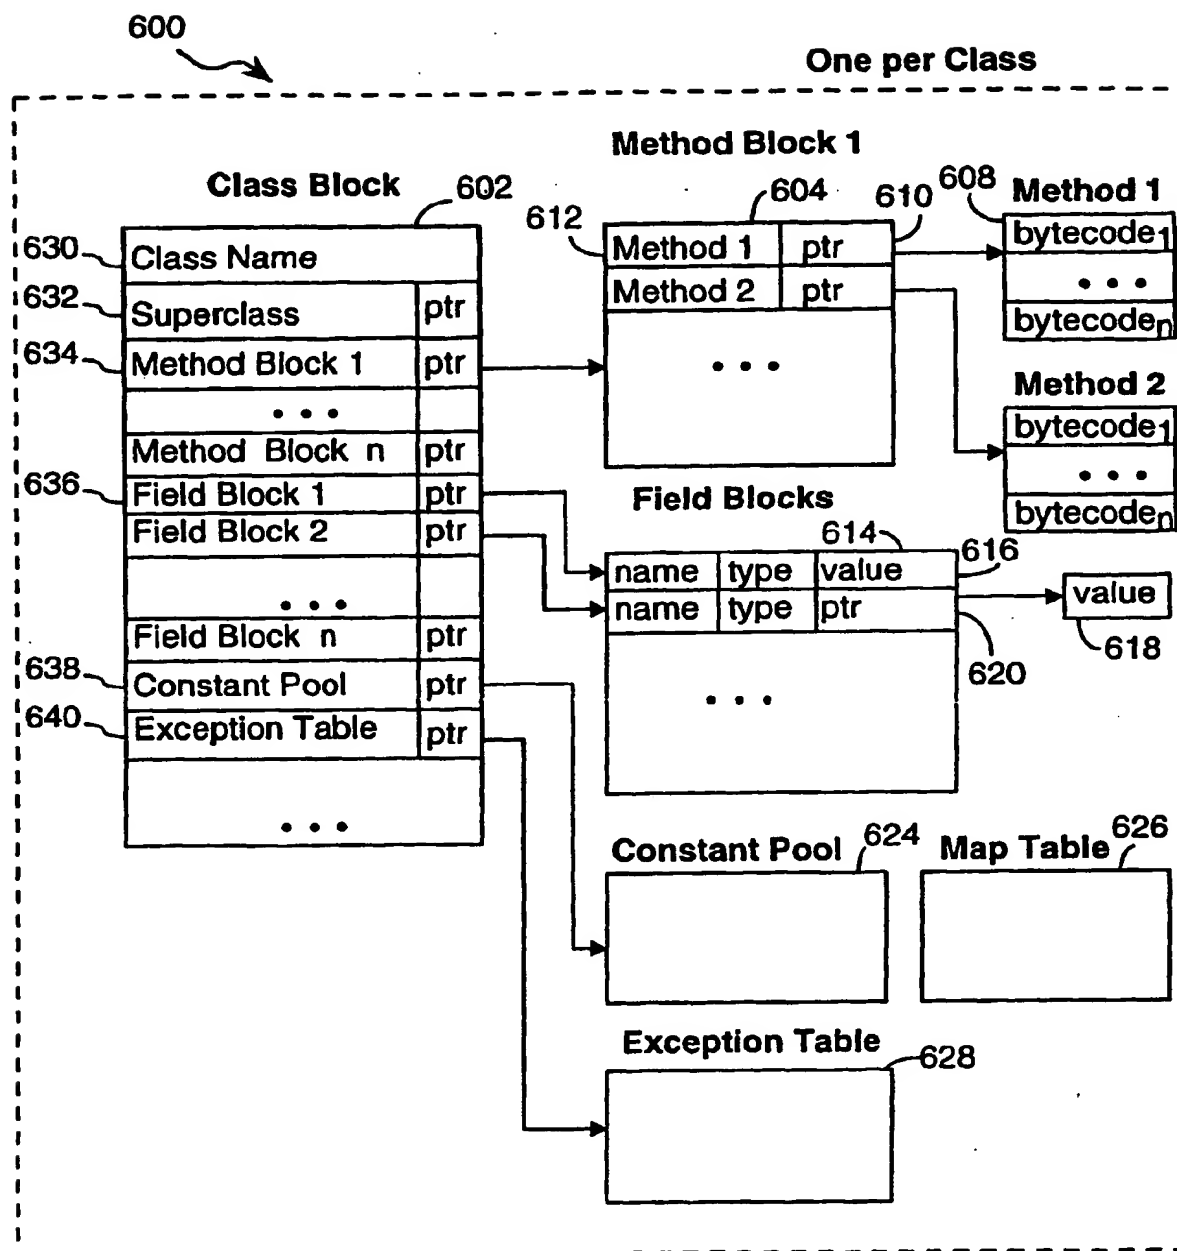 600
One per Class
Class Block
602
630
Class Name
632
Superclass ptr
634
Method Block 1 ptr
• • •
Method Block n ptr
636
Field Block 1 ptr
Field Block 2 ptr
• • •
Field Block n ptr
638
Constant Pool ptr
640
Exception Table ptr
• • •
Method Block 1
604
610
612
Method 1 ptr
Method 2 ptr
• • •
608
Method 1
bytecode1
• • •
bytecoden
Method 2
bytecode1
• • •
bytecoden
Field Blocks
614
616
name type value
name type ptr
620
• • •
value
618
Constant Pool
624
Map Table
626
Exception Table
628